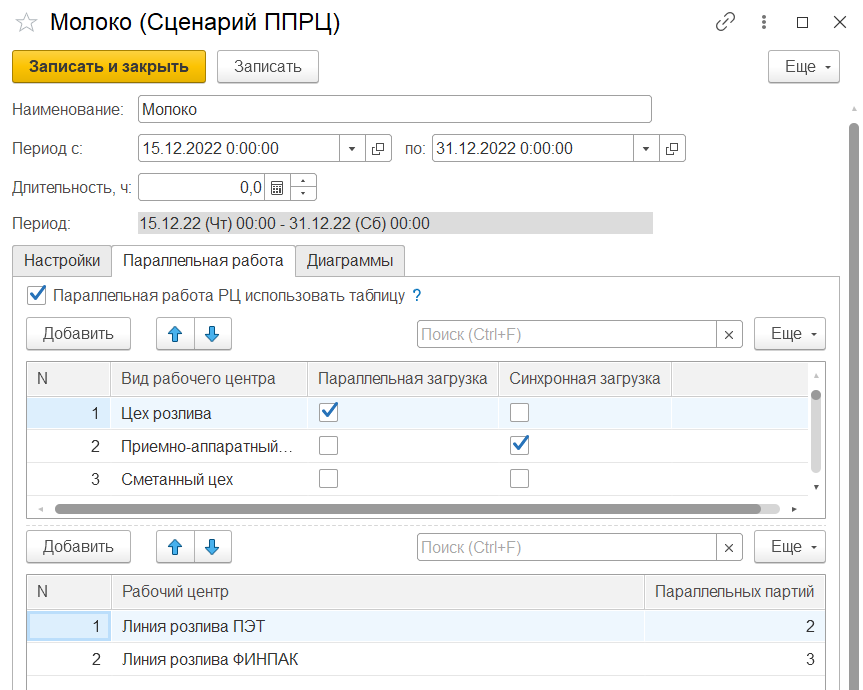 Молоко (Сценарий ППРЦ)
Записать и закрыть Записать Еще
Наименование: Молоко
Период с: 15.12.2022 0:00:00 по: 31.12.2022 0:00:00
Длительность, ч: 0,0
Период: 15.12.22 (Чт) 00:00 - 31.12.22 (Сб) 00:00
Настройки Параллельная работа Диаграммы
Параллельная работа РЦ использовать таблицу ?
Добавить Поиск (Ctrl+F) × Еще
N Вид рабочего центра Параллельная загрузка Синхронная загрузка
1 Цех розлива
2 Приемно-аппаратный...
3 Сметанный цех
Добавить Поиск (Ctrl+F) × Еще
N Рабочий центр Параллельных партий
1 Линия розлива ПЭТ 2
2 Линия розлива ФИНПАК 3